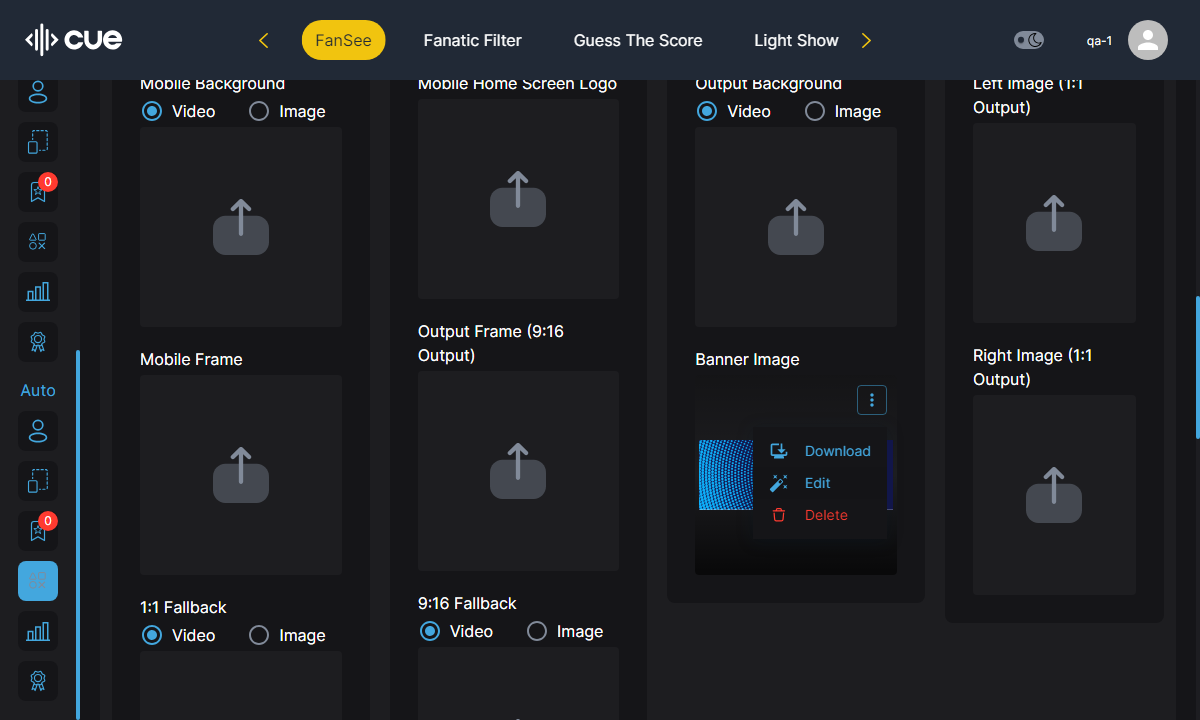 cue
FanSee
Fanatic Filter
Guess The Score
Light Show
qa-1
0
Auto
0
Mobile Background
Video
Image
Mobile Frame
1:1 Fallback
Video
Image
Mobile Home Screen Logo
Output Frame (9:16
Output)
9:16 Fallback
Video
Image
Output Background
Video
Image
Banner Image
Download
Edit
Delete
Left Image (1:1
Output)
Right Image (1:1
Output)